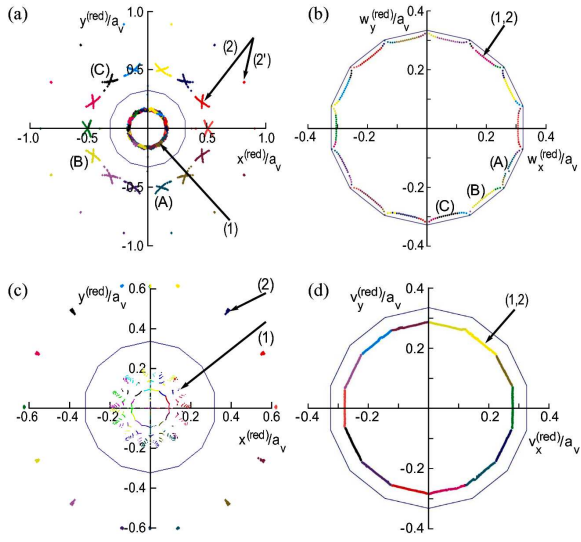 (a)
y(red)/av
1.0
(2)
(C)
0.5
(2')
-1.0
-0.5
0.5
1.0
(B)
x(red)/av
-0.5
(A)
(1)
-1.0
(b)
wy(red)/av
0.4
(1,2)
0.2
-0.4
-0.2
0.2
0.4
(A)
wx(red)/av
-0.2
(B)
(C)
-0.4
(c)
y(red)/av
0.6
(2)
0.4
(1)
0.2
-0.6
-0.4
-0.2
0.2
0.4
0.6
x(red)/av
-0.2
-0.4
-0.6
(d)
vy(red)/av
0.4
(1,2)
0.2
-0.4
-0.2
0.2
0.4
vx(red)/av
-0.2
-0.4